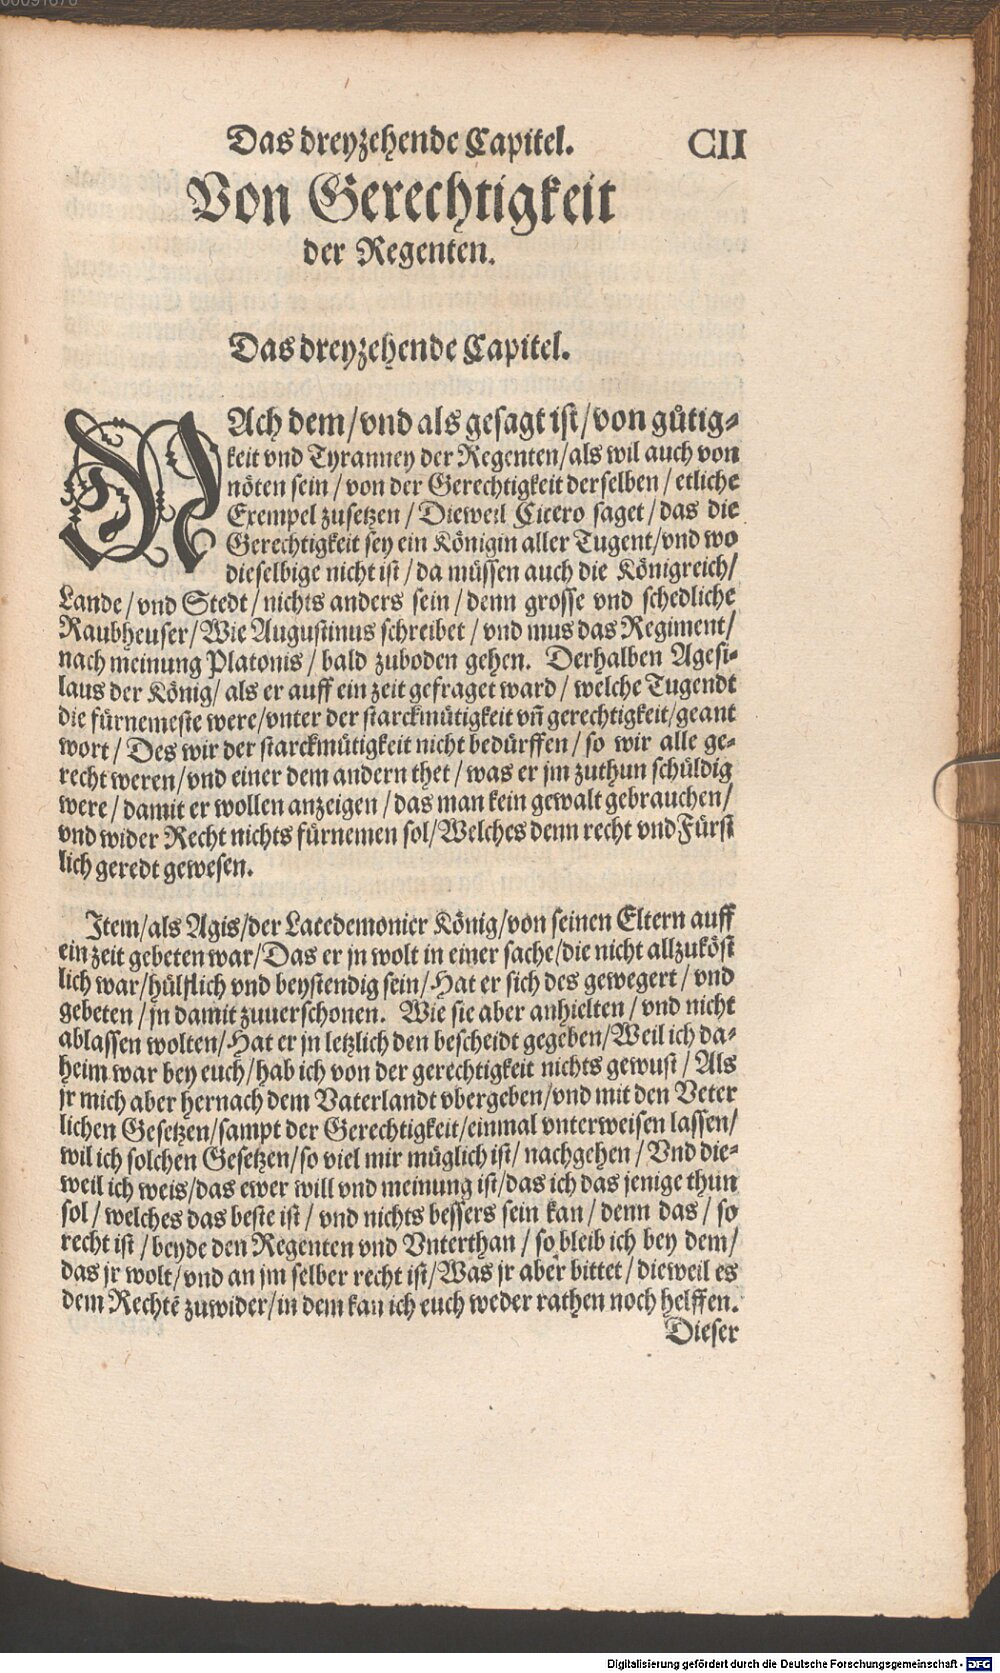 Das dreyzehende Capitel. CII
Von Gerechtigkeit
der Regenten.
Das dreyzehende Capitel.
NAch dem / vnd als gesagt ist / von gütig⸗
keit vnd Tyranney der Regenten / als wil auch von
nöten sein / von der Gerechtigkeit derselben / etliche
Exempel zusetzen / Dieweil Cicero saget / das die
Gerechtigkeit sey ein Königin aller Tugent / vnd wo
dieselbige nicht ist / da müssen auch die Königreich /
Lande / vnd Stedt / nichts anders sein / denn grosse vnd schedliche
Raubheuser / Wie Augustinus schreibet / vnd mus das Regiment /
nach meinung Platonis / bald zuboden gehen. Derhalben Agesi⸗
laus der König / als er auff ein zeit gefraget ward / welche Tugendt
die fürnemeste were / vnter der starckmütigkeit vñ gerechtigkeit / geant
wort / Des wir der starckmütigkeit nicht bedürffen / so wir alle ge⸗
recht weren / vnd einer dem andern thet / was er jm zuthun schüldig
were / damit er wollen anzeigen / das man kein gewalt gebrauchen /
vnd wider Recht nichts fürnemen sol / Welches denn recht vnd Fürst
lich geredt gewesen.
Item / als Agis / der Lacedemonier König / von seinen Eltern auff
ein zeit gebeten war / Das er jn wolt in einer sache / die nicht allzuköst
lich war / hülflich vnd beystendig sein / Hat er sich des gewegert / vnd
gebeten / jn damit zuuerschonen. Wie sie aber anhielten / vnd nicht
ablassen wolten / Hat er jn letzlich den bescheidt gegeben / Weil ich da⸗
heim war bey euch / hab ich von der gerechtigkeit nichts gewust / Als
jr mich aber hernach dem Vaterlandt vbergeben / vnd mit den Veter
lichen Gesetzen / sampt der Gerechtigkeit / einmal vnterweisen lassen /
wil ich solchen Gesetzen / so viel mir müglich ist / nachgehen / Vnd die⸗
weil ich weis / das ewer will vnd meinung ist / das ich das jenige thun
sol / welches das beste ist / vnd nichts bessers sein kan / denn das / so
recht ist / beyde den Regenten vnd Vnterthan / so bleib ich bey dem /
das jr wolt / vnd an jm selber recht ist / Was jr aber bittet / dieweil es
dem Rechtē zuwider / in dem kan ich euch weder rathen noch helffen.
Dieser
Digitalisierung gefördert durch die Deutsche Forschungsgemeinschaft - DFG